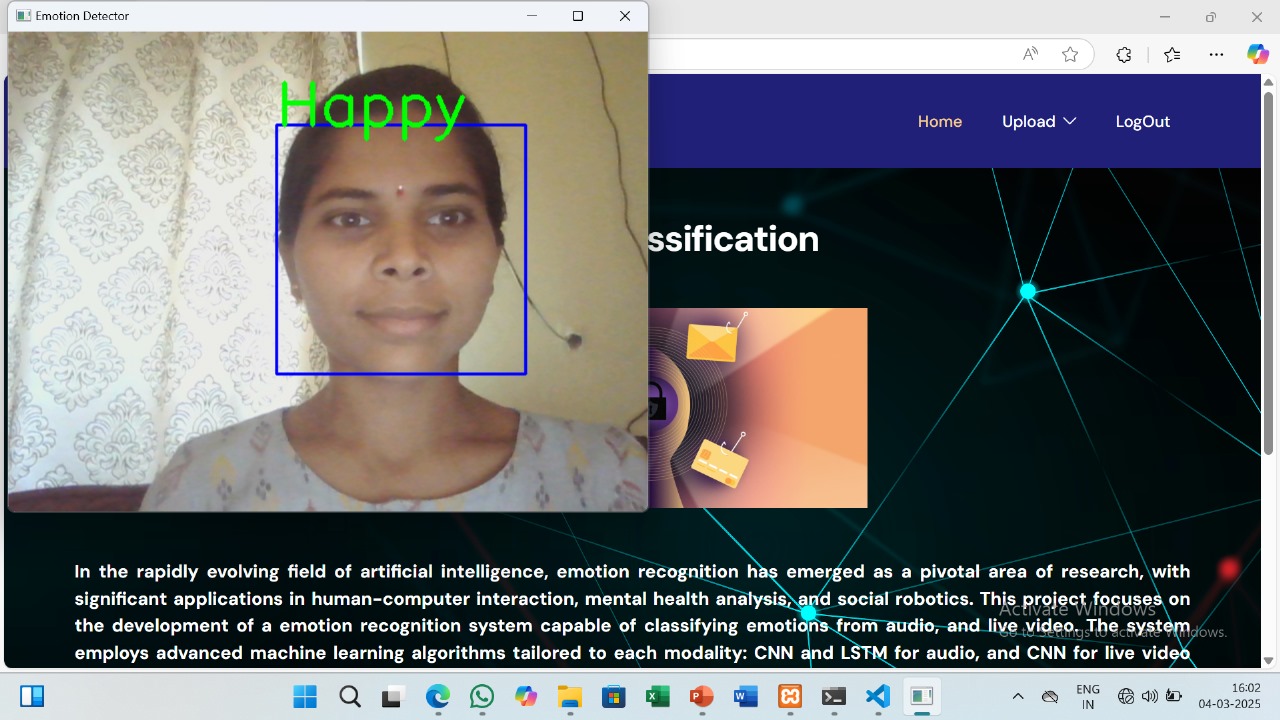 Emotion Detector
Happy
Home
Upload
LogOut
ssification
In the rapidly evolving field of artificial intelligence, emotion recognition has emerged as a pivotal area of research, with
significant applications in human-computer interaction, mental health analysis, and social robotics. This project focuses on
the development of a emotion recognition system capable of classifying emotions from audio, and live video. The system
employs advanced machine learning algorithms tailored to each modality: CNN and LSTM for audio, and CNN for live video
Activate Windows
Go to Settings to activate Windows.
ENG
IN
16:02
04-03-2025